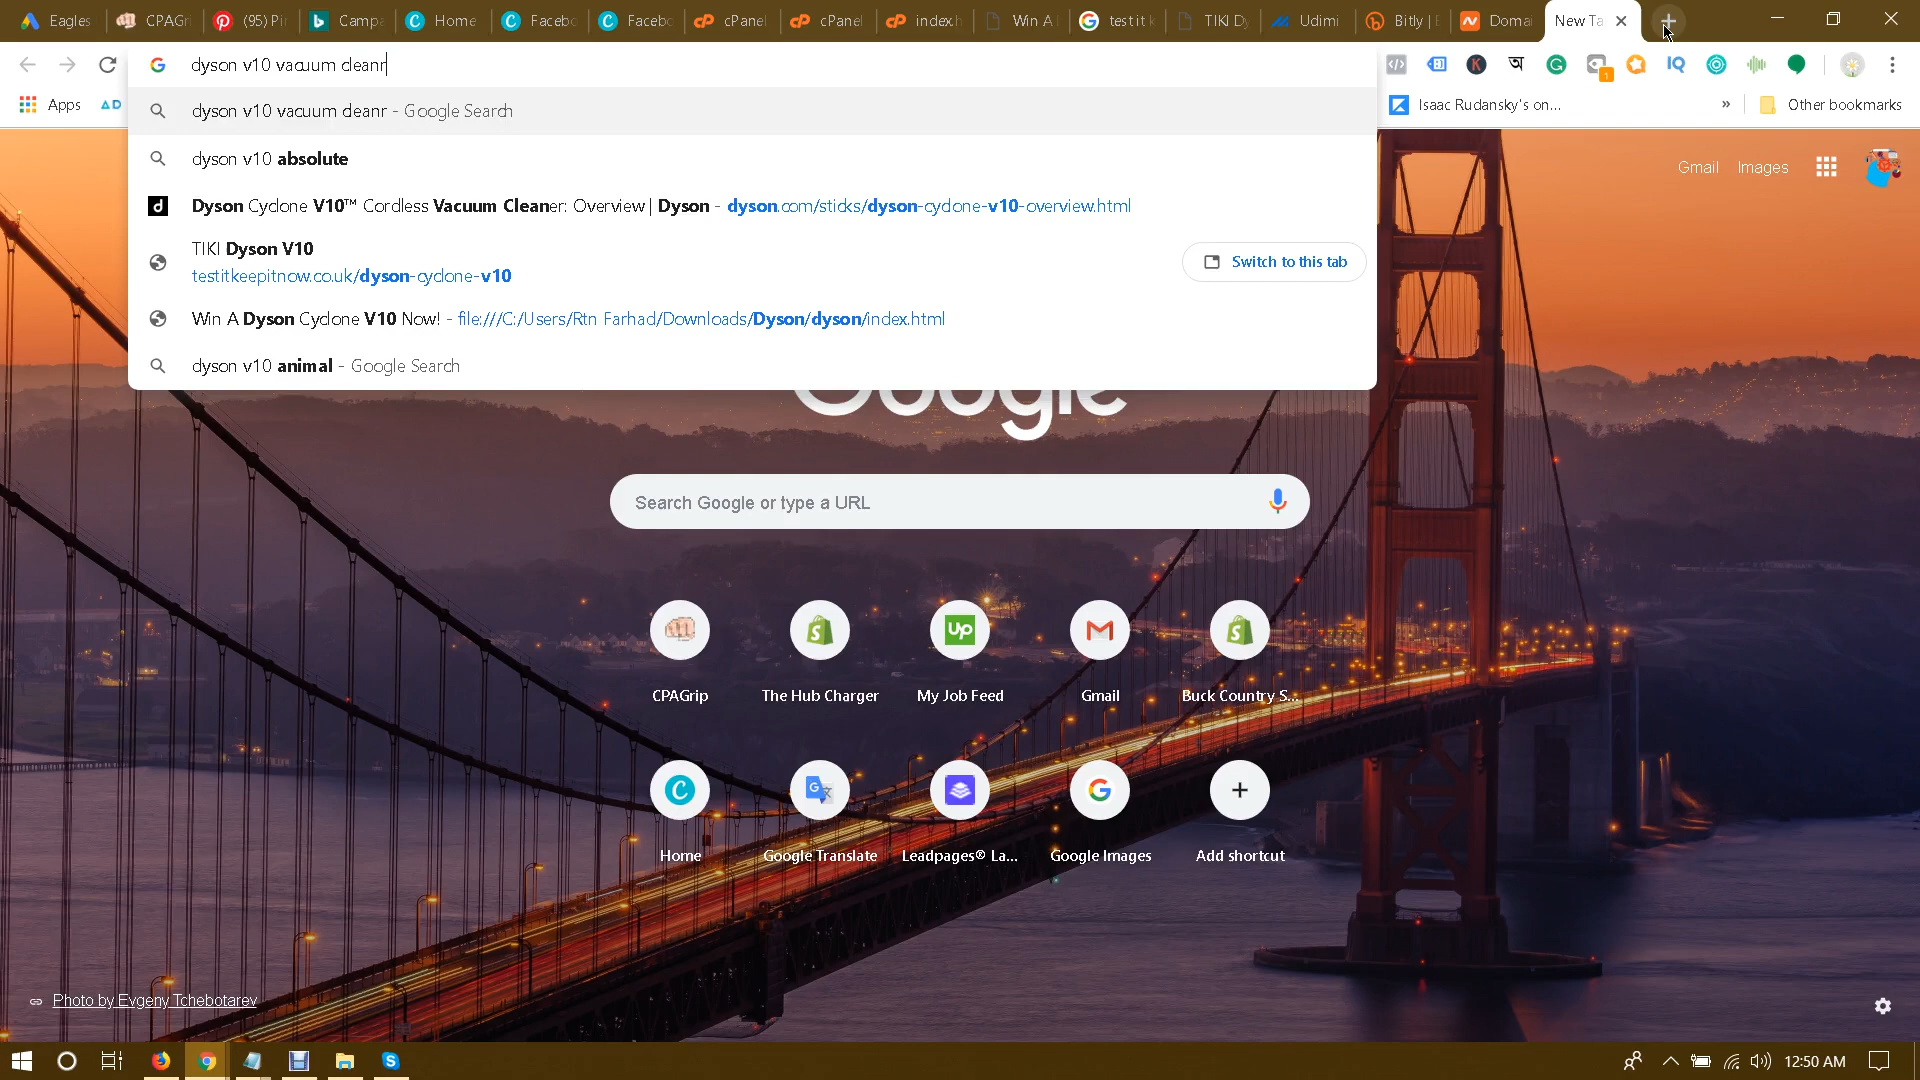 Eagles CPAGri (95) Pi Campa Home Facebo Facebo cPanel cPanel index.h Win A test it k TIKI Dy Udimi Bitly | Domai New Ta
dyson v10 vacuum cleanr
Apps
Isaac Rudansky's on...
»
Other bookmarks
dyson v10 vacuum cleanr - Google Search
dyson v10 absolute
Dyson Cyclone V10™ Cordless Vacuum Cleaner: Overview | Dyson - dyson.com/sticks/dyson-cyclone-v10-overview.html
TIKI Dyson V10
testitkeepitnow.co.uk/dyson-cyclone-v10
Switch to this tab
Win A Dyson Cyclone V10 Now! - file:///C:/Users/Rtn Farhad/Downloads/Dyson/dyson/index.html
dyson v10 animal - Google Search
Gmail Images
Google
Search Google or type a URL
CPAGrip The Hub Charger My Job Feed Gmail Buck Country S...
Home Google Translate Leadpages® La... Google Images Add shortcut
Photo by Evgeny Tchebotarev
12:50 AM